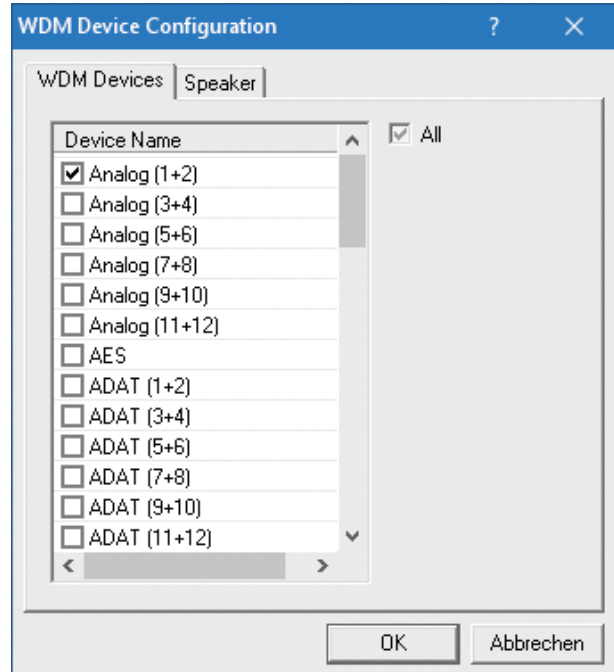 WDM Device Configuration ? ×
WDM Devices Speaker
Device Name
All
Analog (1+2)
Analog (3+4)
Analog (5+6)
Analog (7+8)
Analog (9+10)
Analog (11+12)
AES
ADAT (1+2)
ADAT (3+4)
ADAT (5+6)
ADAT (7+8)
ADAT (9+10)
ADAT (11+12)
OK Abbrechen